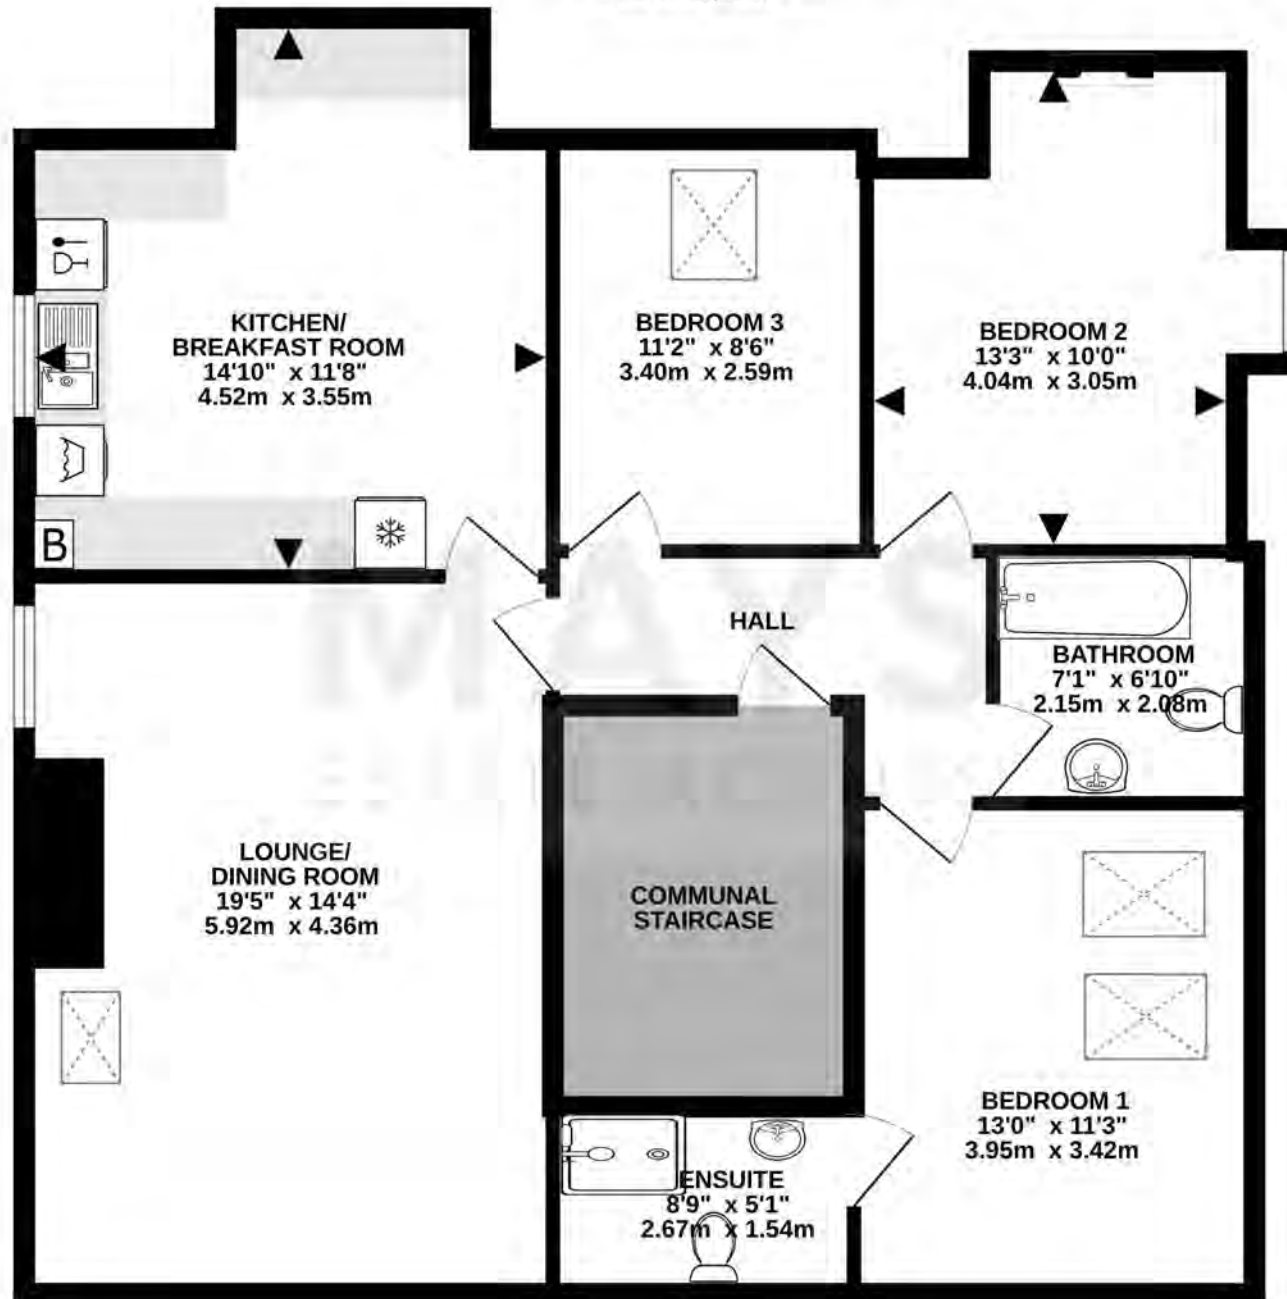 KITCHEN/
BREAKFAST ROOM
14'10" x 11'8"
4.52m x 3.55m
BEDROOM 3
11'2" x 8'6"
3.40m x 2.59m
BEDROOM 2
13'3" x 10'0"
4.04m x 3.05m
B
HALL
MAYS
BATHROOM
7'1" x 6'10"
2.15m x 2.08m
LOUNGE/
DINING ROOM
19'5" x 14'4"
5.92m x 4.36m
COMMUNAL
STAIRCASE
BEDROOM 1
13'0" x 11'3"
3.95m x 3.42m
ENSUITE
8'9" x 5'1"
2.67m x 1.54m